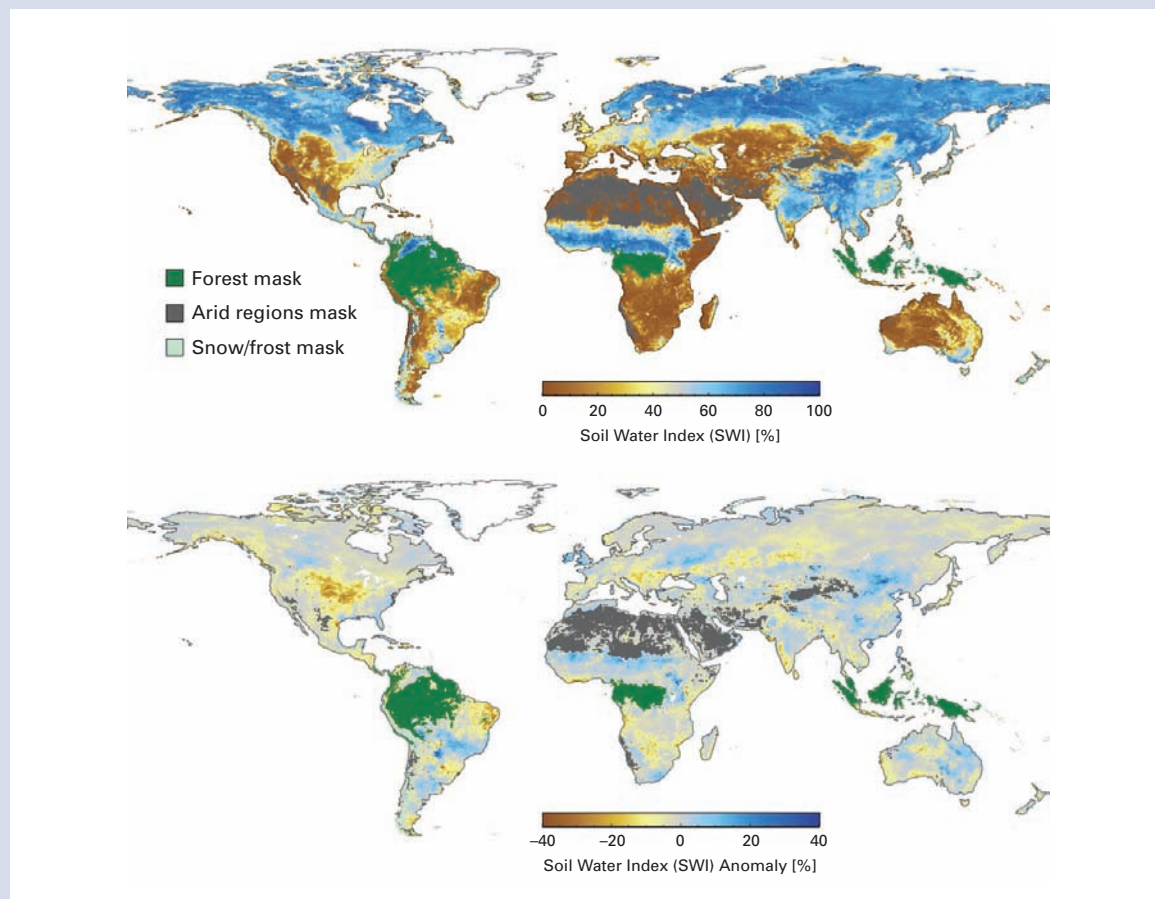 Forest mask
Arid regions mask
Snow/frost mask
0 20 40 60 80 100
Soil Water Index (SWI) [%]
–40 –20 0 20 40
Soil Water Index (SWI) Anomaly [%]